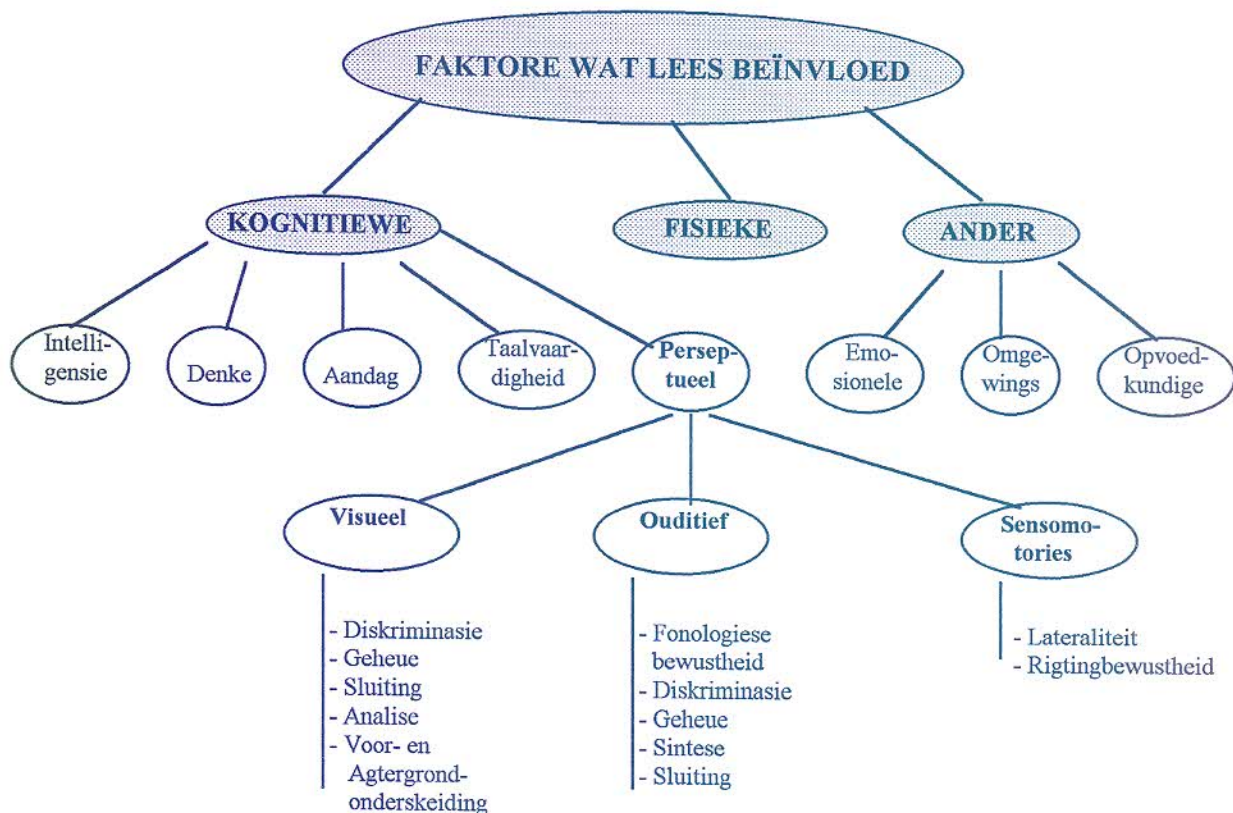 FAKTORE WAT LEES BEÏNVLOED
KOGNITIEWE
FISIEKE
ANDER
Intelli-
gensie
Denke
Aandag
Taalvaar-
digheid
Persep-
tueel
Emo-
sionele
Omge-
wings
Opvoed-
kundige
Visueel
Ouditief
Sensomo-
tories
- Diskriminasie
- Geheue
- Sluiting
- Analise
- Voor- en
Agtergrond-
onderskeiding
- Fonologiese
bewustheid
- Diskriminasie
- Geheue
- Sintese
- Sluiting
- Lateraliteit
- Rigtingbewustheid